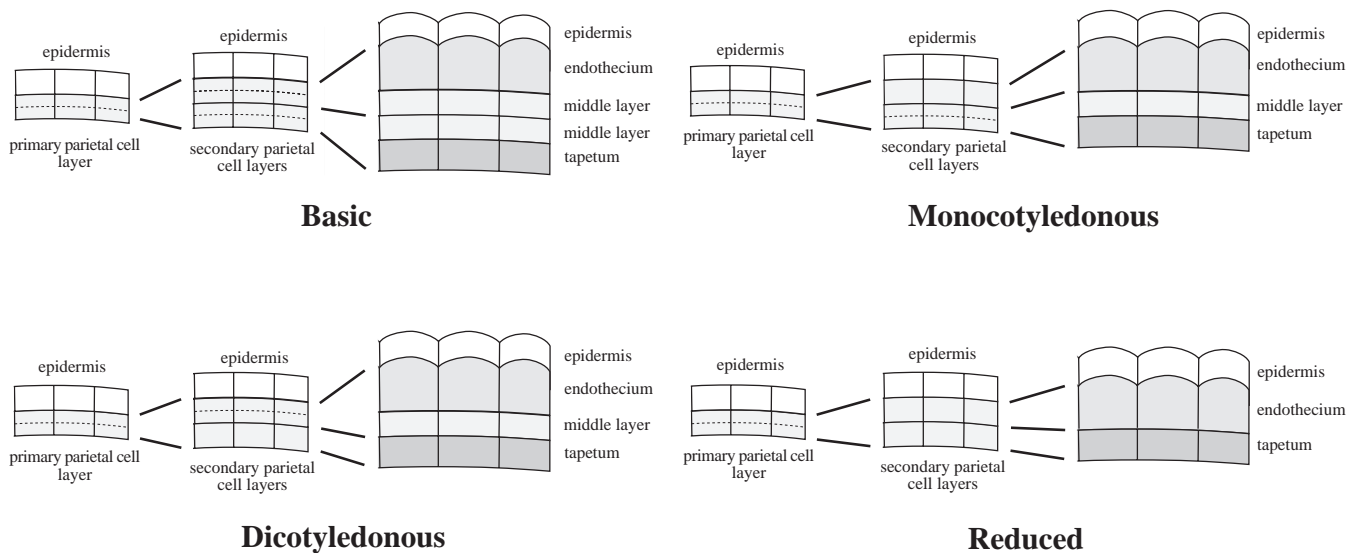 epidermis
primary parietal cell
layer
epidermis
secondary parietal
cell layers
epidermis
endothecium
middle layer
middle layer
tapetum
Basic
epidermis
primary parietal cell
layer
epidermis
secondary parietal
cell layers
epidermis
endothecium
middle layer
tapetum
Monocotyledonous
epidermis
primary parietal cell
layer
epidermis
secondary parietal
cell layers
epidermis
endothecium
middle layer
tapetum
Dicotyledonous
epidermis
primary parietal cell
layer
epidermis
secondary parietal
cell layers
epidermis
endothecium
tapetum
Reduced